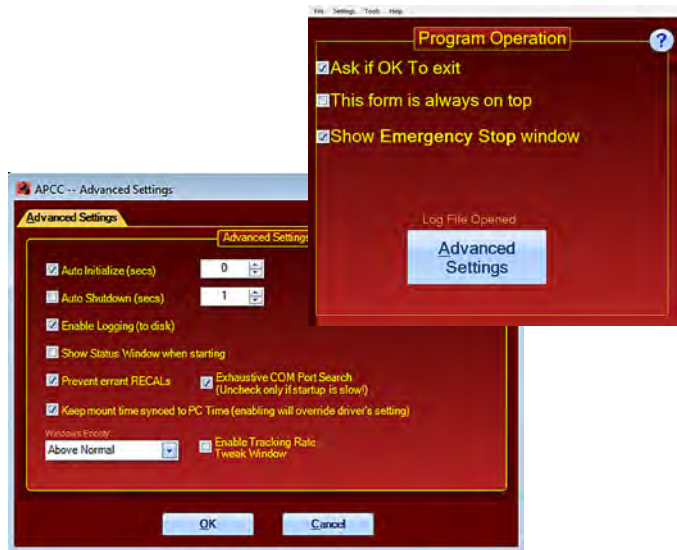 File Settings Tools Help
Program Operation
?
Ask if OK To exit
This form is always on top
Show Emergency Stop window
Log File Opened
Advanced
Settings
APCC -- Advanced Settings
Advanced Settings
Advanced Settings
Auto Initialize (secs) 0
Auto Shutdown (secs) 1
Enable Logging (to disk)
Show Status Window when starting
Prevent errant RECALs
Exhaustive COM Port Search
(Uncheck only if startup is slow!)
Keep mount time synced to PC Time (enabling will override driver's setting)
Windows Priority:
Above Normal
Enable Tracking Rate
Tweak Window
OK
Cancel